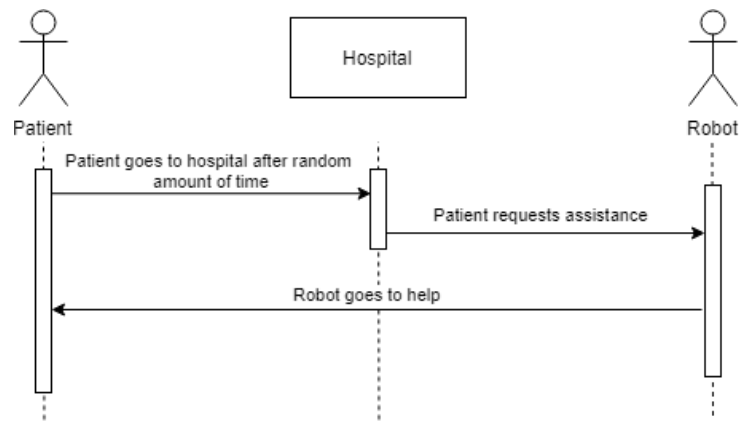 Hospital
Patient
Robot
Patient goes to hospital after random
amount of time
Patient requests assistance
Robot goes to help